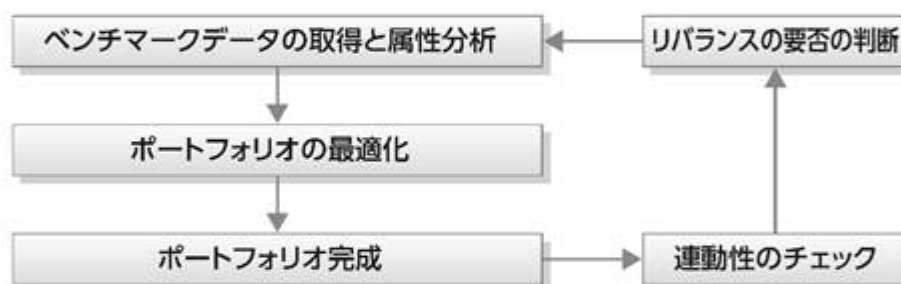 ベンチマークデータの取得と属性分析
リバランスの要否の判断
ポートフォリオの最適化
ポートフォリオ完成
連動性のチェック